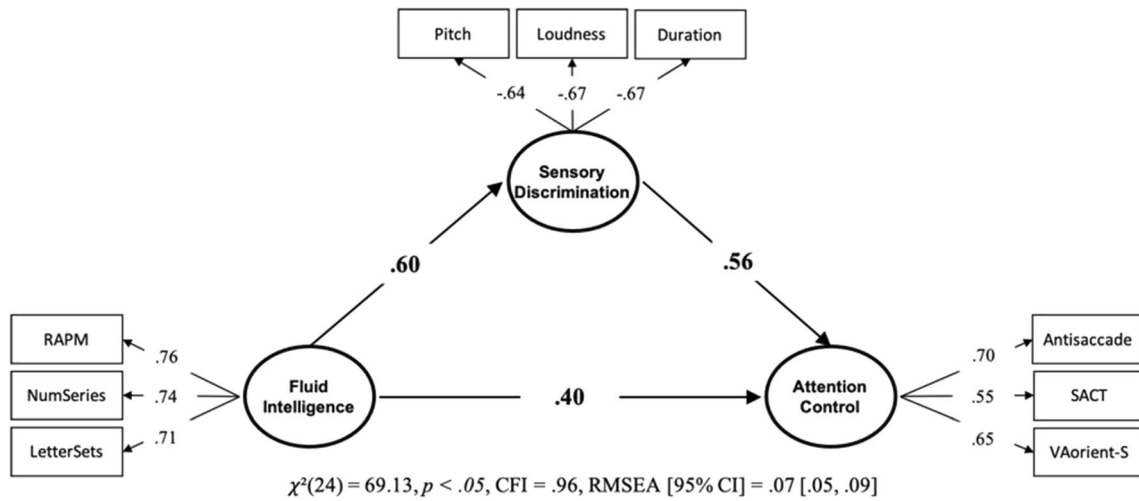 Pitch Loudness Duration
-.64 -.67 -.67
Sensory
Discrimination
.60 .56
RAPM
NumSeries
LetterSets
.76
.74
.71
Fluid
Intelligence
.40
Attention
Control
.70
.55
.65
Antisaccade
SACT
VAorient-S
χ²(24) = 69.13, p < .05, CFI = .96, RMSEA [95% CI] = .07 [.05, .09]